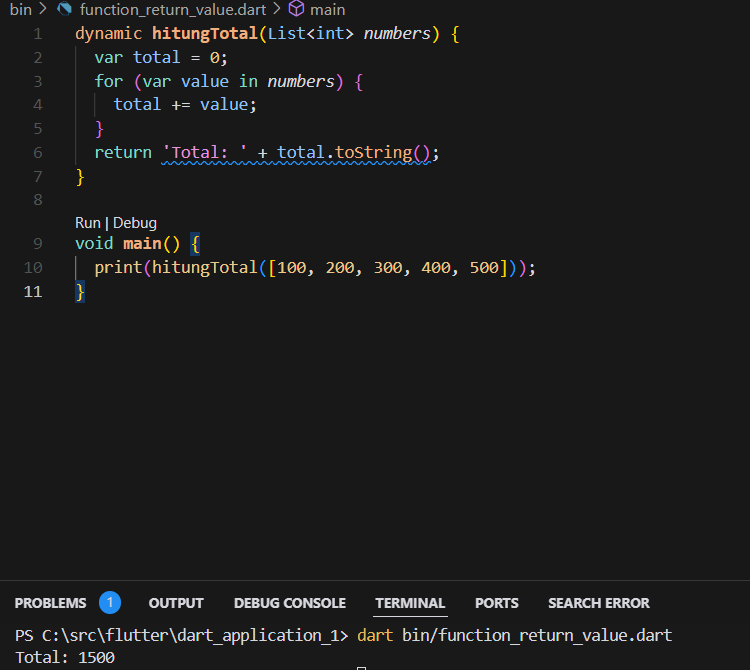 bin > function_return_value.dart > main
1 dynamic hitungTotal(List<int> numbers) {
2 var total = 0;
3 for (var value in numbers) {
4 total += value;
5 }
6 return 'Total: ' + total.toString();
7 }
8
Run | Debug
9 void main() {
10 print(hitungTotal([100, 200, 300, 400, 500]));
11 }
PROBLEMS 1 OUTPUT DEBUG CONSOLE TERMINAL PORTS SEARCH ERROR
PS C:\src\flutter\dart_application_1> dart bin/function_return_value.dart
Total: 1500